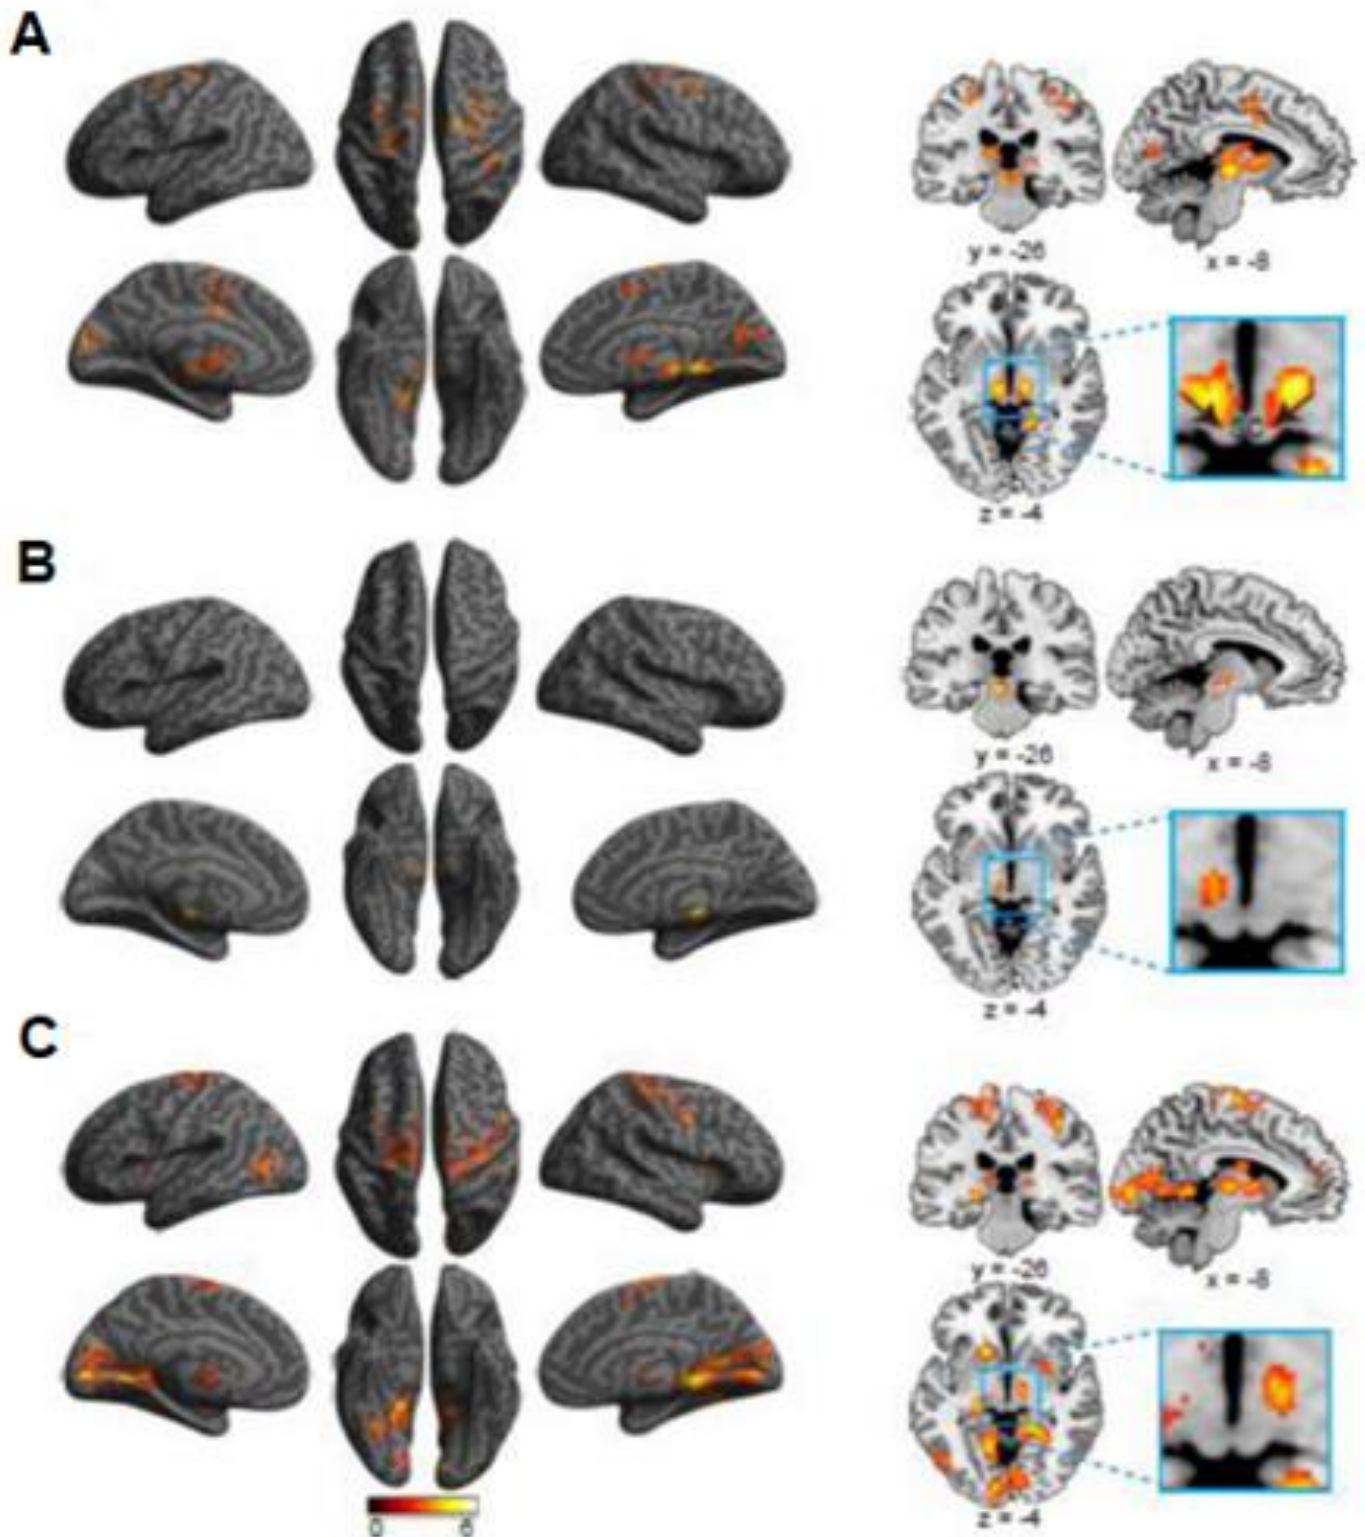 A
y = -26
x = -8
z = -4
B
y = -26
x = -8
z = -4
C
y = -26
x = -8
z = -4
0
6